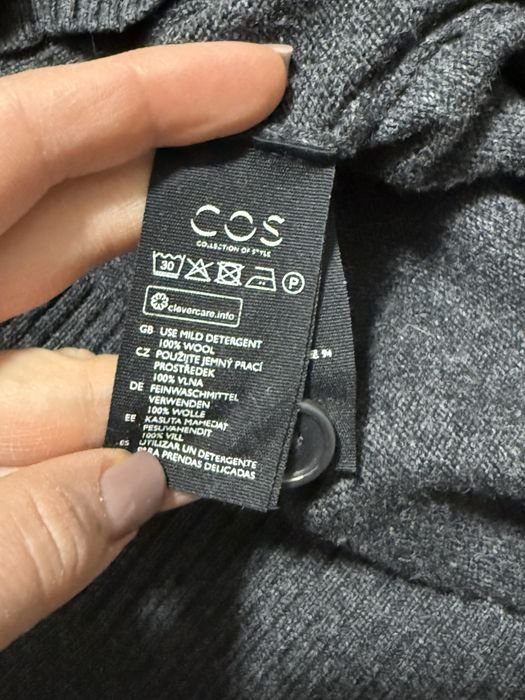 COS
COLLECTION OF STYLE
30 P
clevercare.info
GB USE MILD DETERGENT
100% WOOL
CZ POUŽIJTE JEMNÝ PRACÍ
PROSTŘEDEK
100% VLNA
DE FEINWASCHMITTEL
VERWENDEN
100% WOLLE
EE KASUTA MAHEDAT
PESUVAHENDIT
100% VILL
ES UTILIZAR UN DETERGENTE
PARA PRENDAS DELICADAS
94